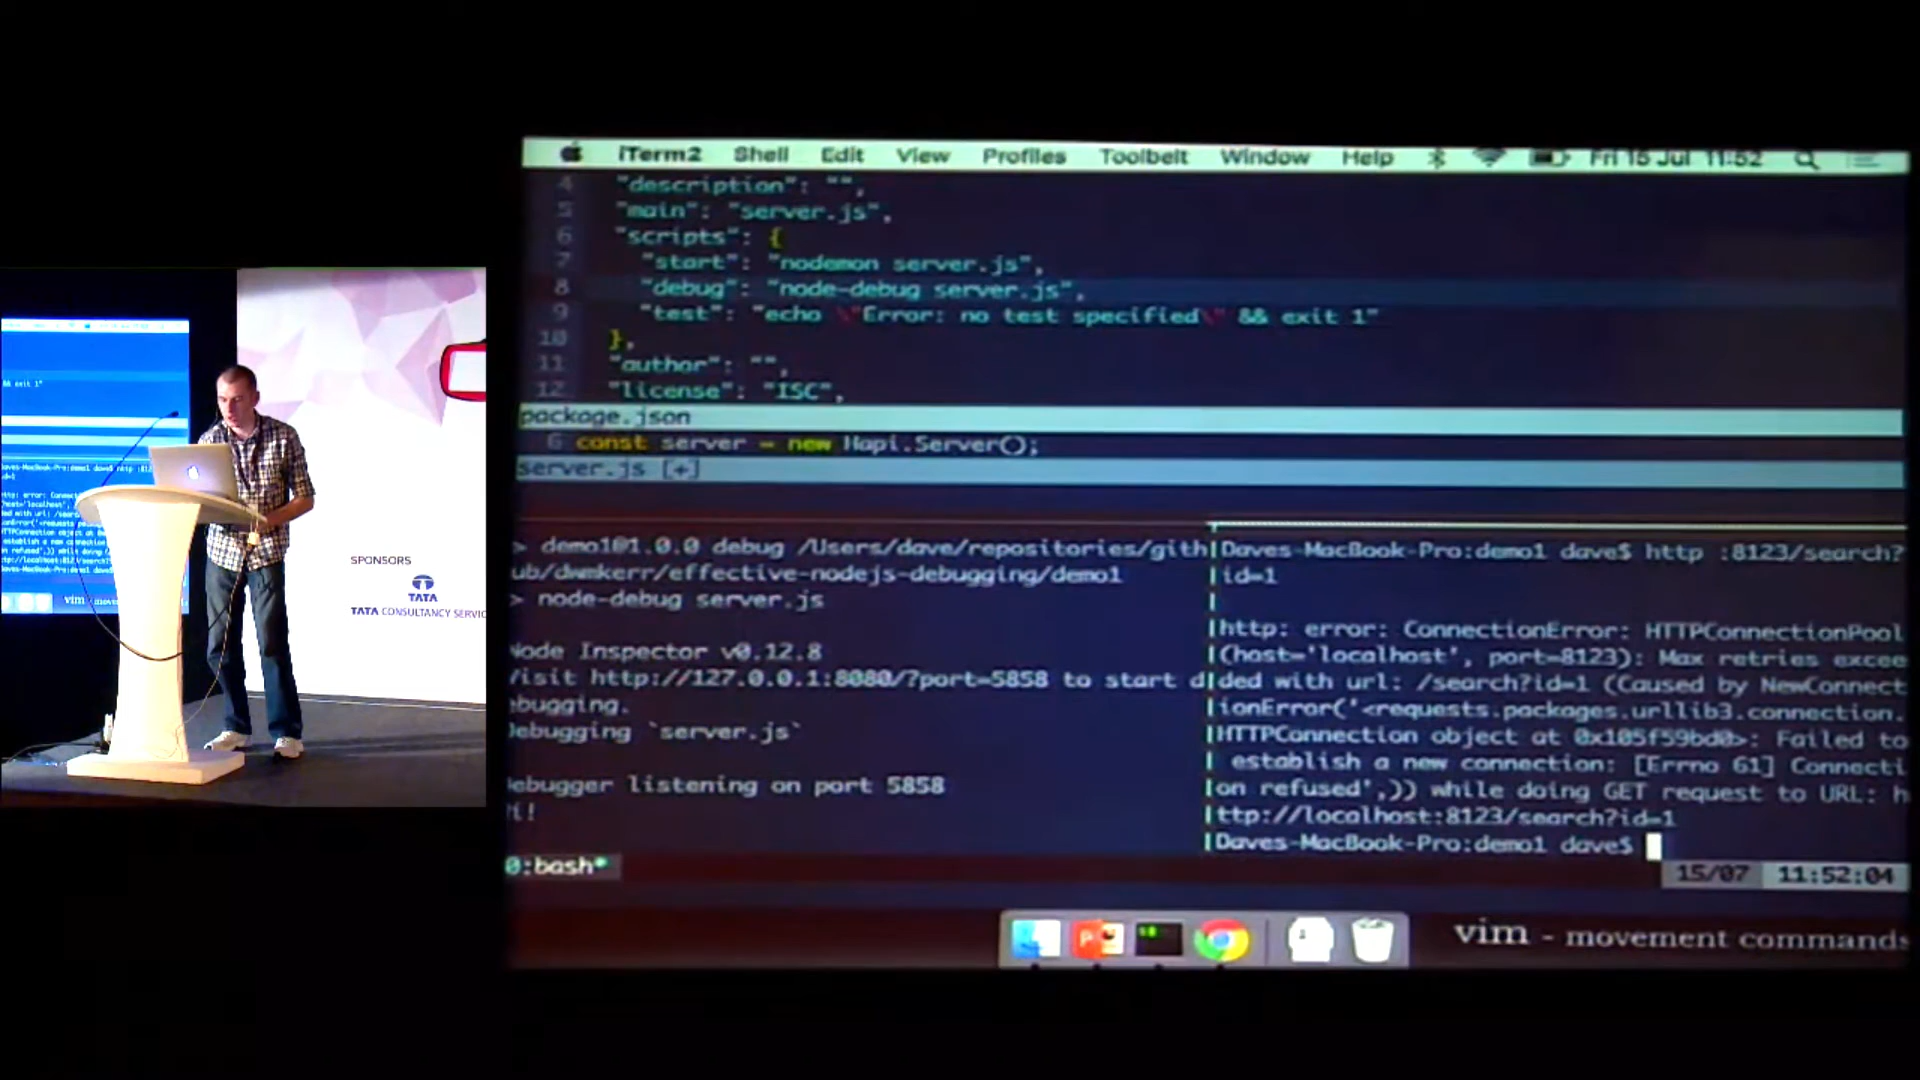 iTerm2 Shell Edit View Profiles Toolbelt Window Help Fri 15 Jul 11:52
4 "description": "",
5 "main": "server.js",
6 "scripts": {
7 "start": "nodemon server.js",
8 "debug": "node-debug server.js",
9 "test": "echo \"Error: no test specified\" && exit 1"
10 },
11 "author": "",
12 "license": "ISC",
package.json
6 const server = new Hapi.Server();
server.js [+]
> demo1@1.0.0 debug /Users/dave/repositories/gith
ub/dwmkerr/effective-nodejs-debugging/demo1
> node-debug server.js
Node Inspector v0.12.8
Visit http://127.0.0.1:8080/?port=5858 to start d
ebugging.
Debugging `server.js`
Debugger listening on port 5858
Hi!
Daves-MacBook-Pro:demo1 dave$ http :8123/search?
id=1
http: error: ConnectionError: HTTPConnectionPool
(host='localhost', port=8123): Max retries excee
ded with url: /search?id=1 (Caused by NewConnect
ionError('<requests.packages.urllib3.connection.
HTTPConnection object at 0x105f59bd0>: Failed to
establish a new connection: [Errno 61] Connecti
on refused',)) while doing GET request to URL: h
ttp://localhost:8123/search?id=1
Daves-MacBook-Pro:demo1 dave$
0:bash*
15/07 11:52:04
vim - movement commands
SPONSORS
TATA
TATA CONSULTANCY SERVIC